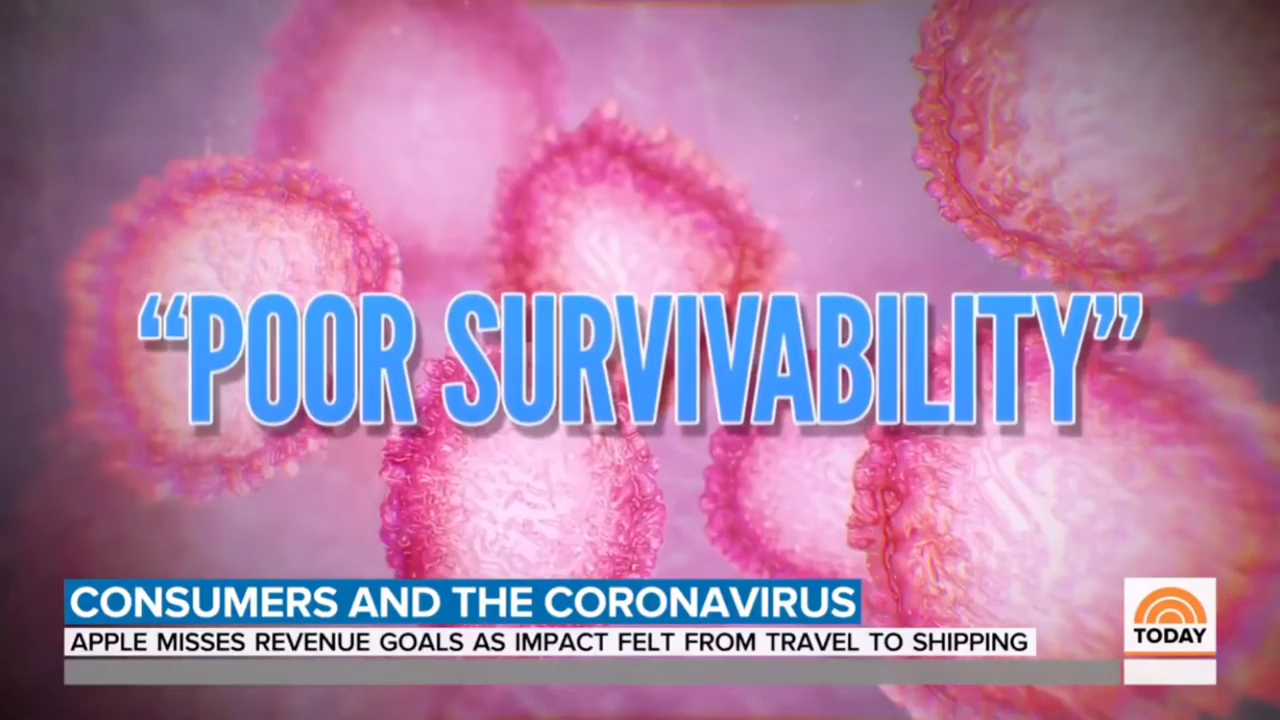 “POOR SURVIVABILITY”
CONSUMERS AND THE CORONAVIRUS
APPLE MISSES REVENUE GOALS AS IMPACT FELT FROM TRAVEL TO SHIPPING
TODAY